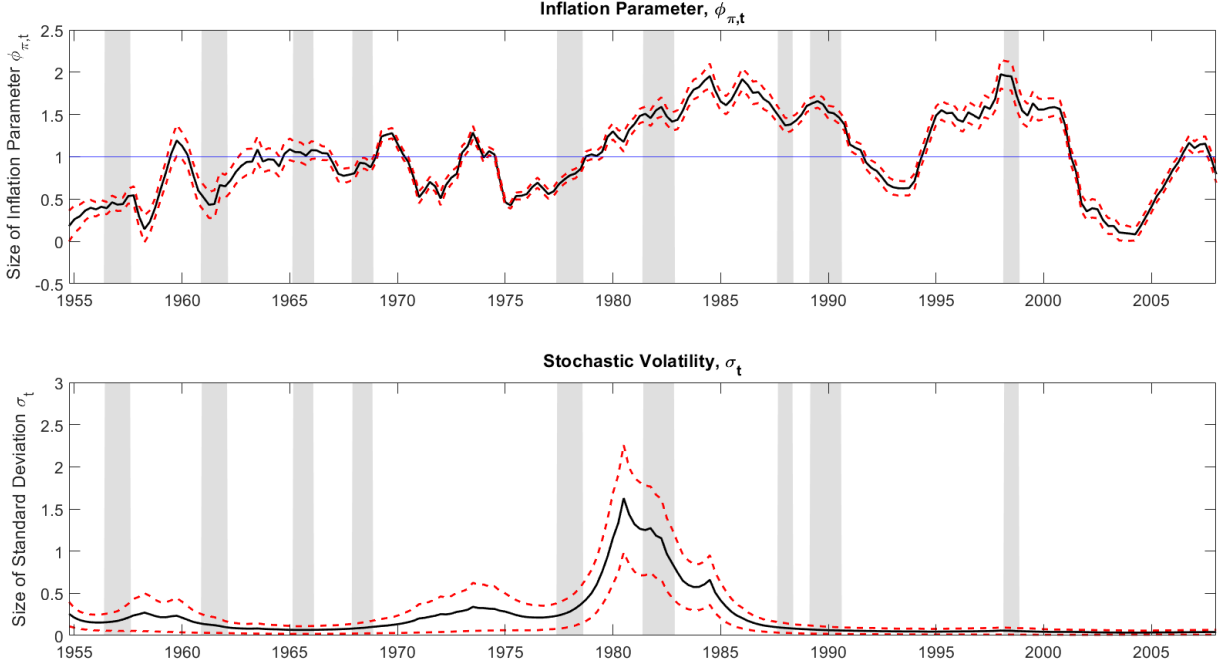 Inflation Parameter, ϕπ,t
Size of Inflation Parameter ϕπ,t
2.5
2
1.5
1
0.5
0
-0.5
1955 1960 1965 1970 1975 1980 1985 1990 1995 2000 2005
Stochastic Volatility, σt
Size of Standard Deviation σt
3
2.5
2
1.5
1
0.5
0
1955 1960 1965 1970 1975 1980 1985 1990 1995 2000 2005